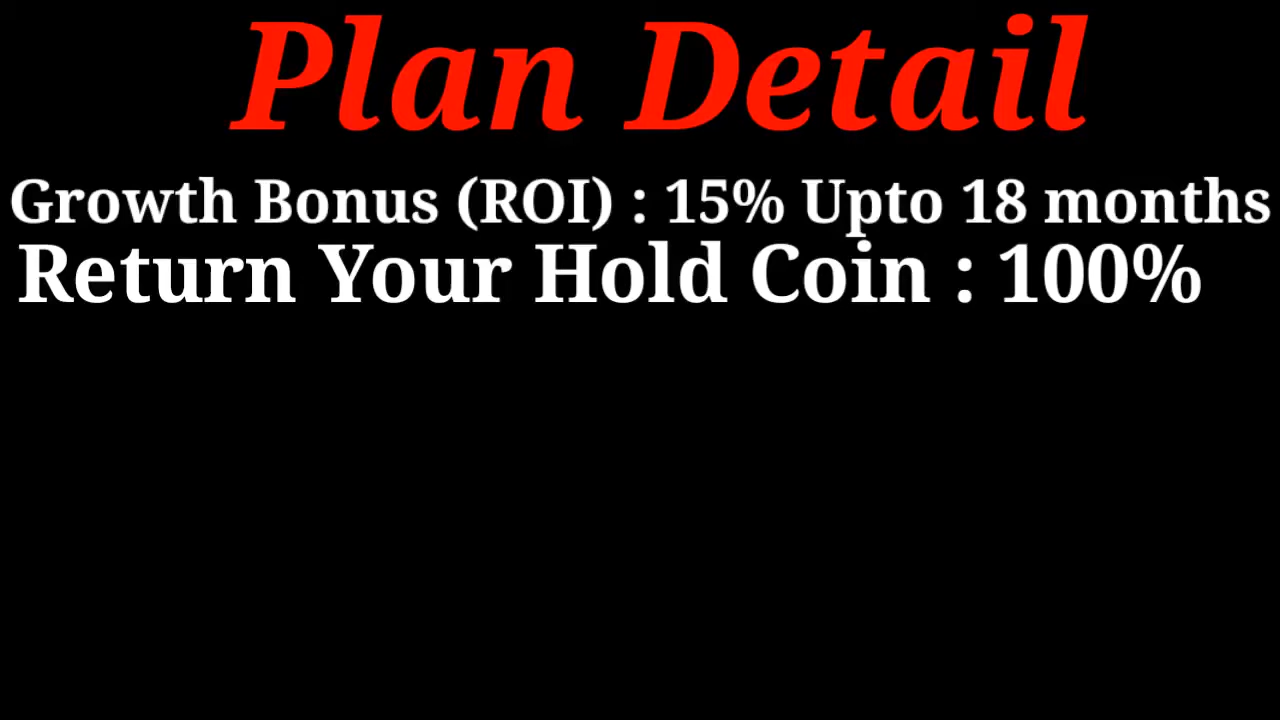 Plan Detail
Growth Bonus (ROI) : 15% Upto 18 months
Return Your Hold Coin : 100%